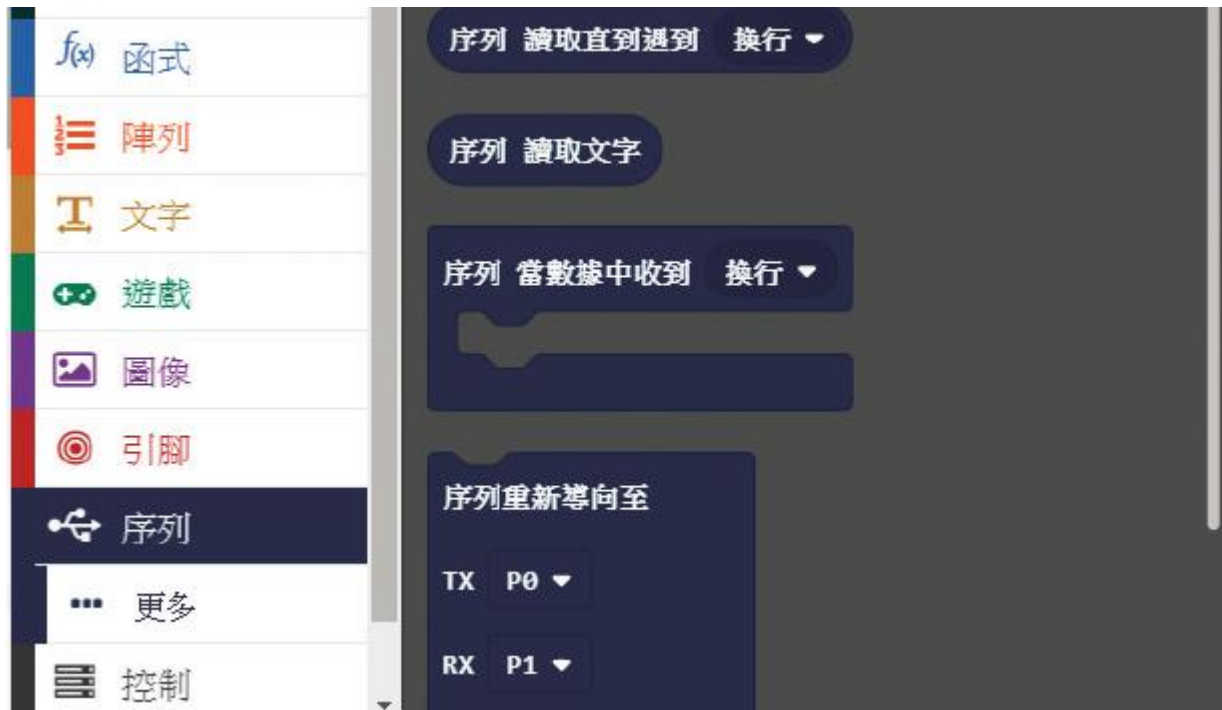 f(x) 函式
陣列
文字
遊戲
圖像
引腳
序列
更多
控制
序列 讀取直到遇到 換行
序列 讀取文字
序列 當數據中收到 換行
序列重新導向至
TX P0
RX P1